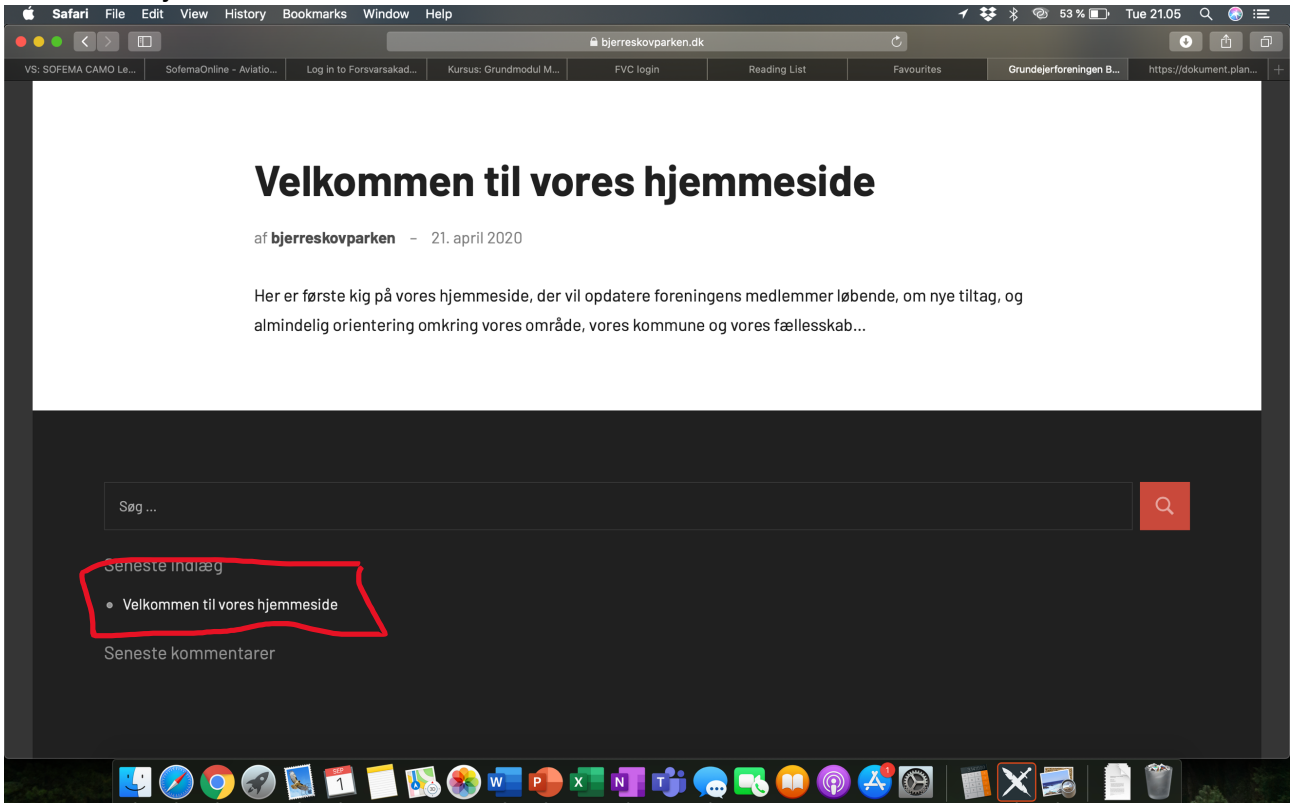 Safari File Edit View History Bookmarks Window Help 53 % Tue 21.05
bjerreskovparken.dk
VS: SOFEMA CAMO Le... SofemaOnline - Aviatio... Log in to Forsvarsakad... Kursus: Grundmodul M... FVC login Reading List Favourites Grundejerforeningen B... https://dokument.plan...
Velkommen til vores hjemmeside
af bjerreskovparken – 21. april 2020
Her er første kig på vores hjemmeside, der vil opdatere foreningens medlemmer løbende, om nye tiltag, og
almindelig orientering omkring vores område, vores kommune og vores fællesskab...
Søg ...
Seneste indlæg
Velkommen til vores hjemmeside
Seneste kommentarer
SEP
1